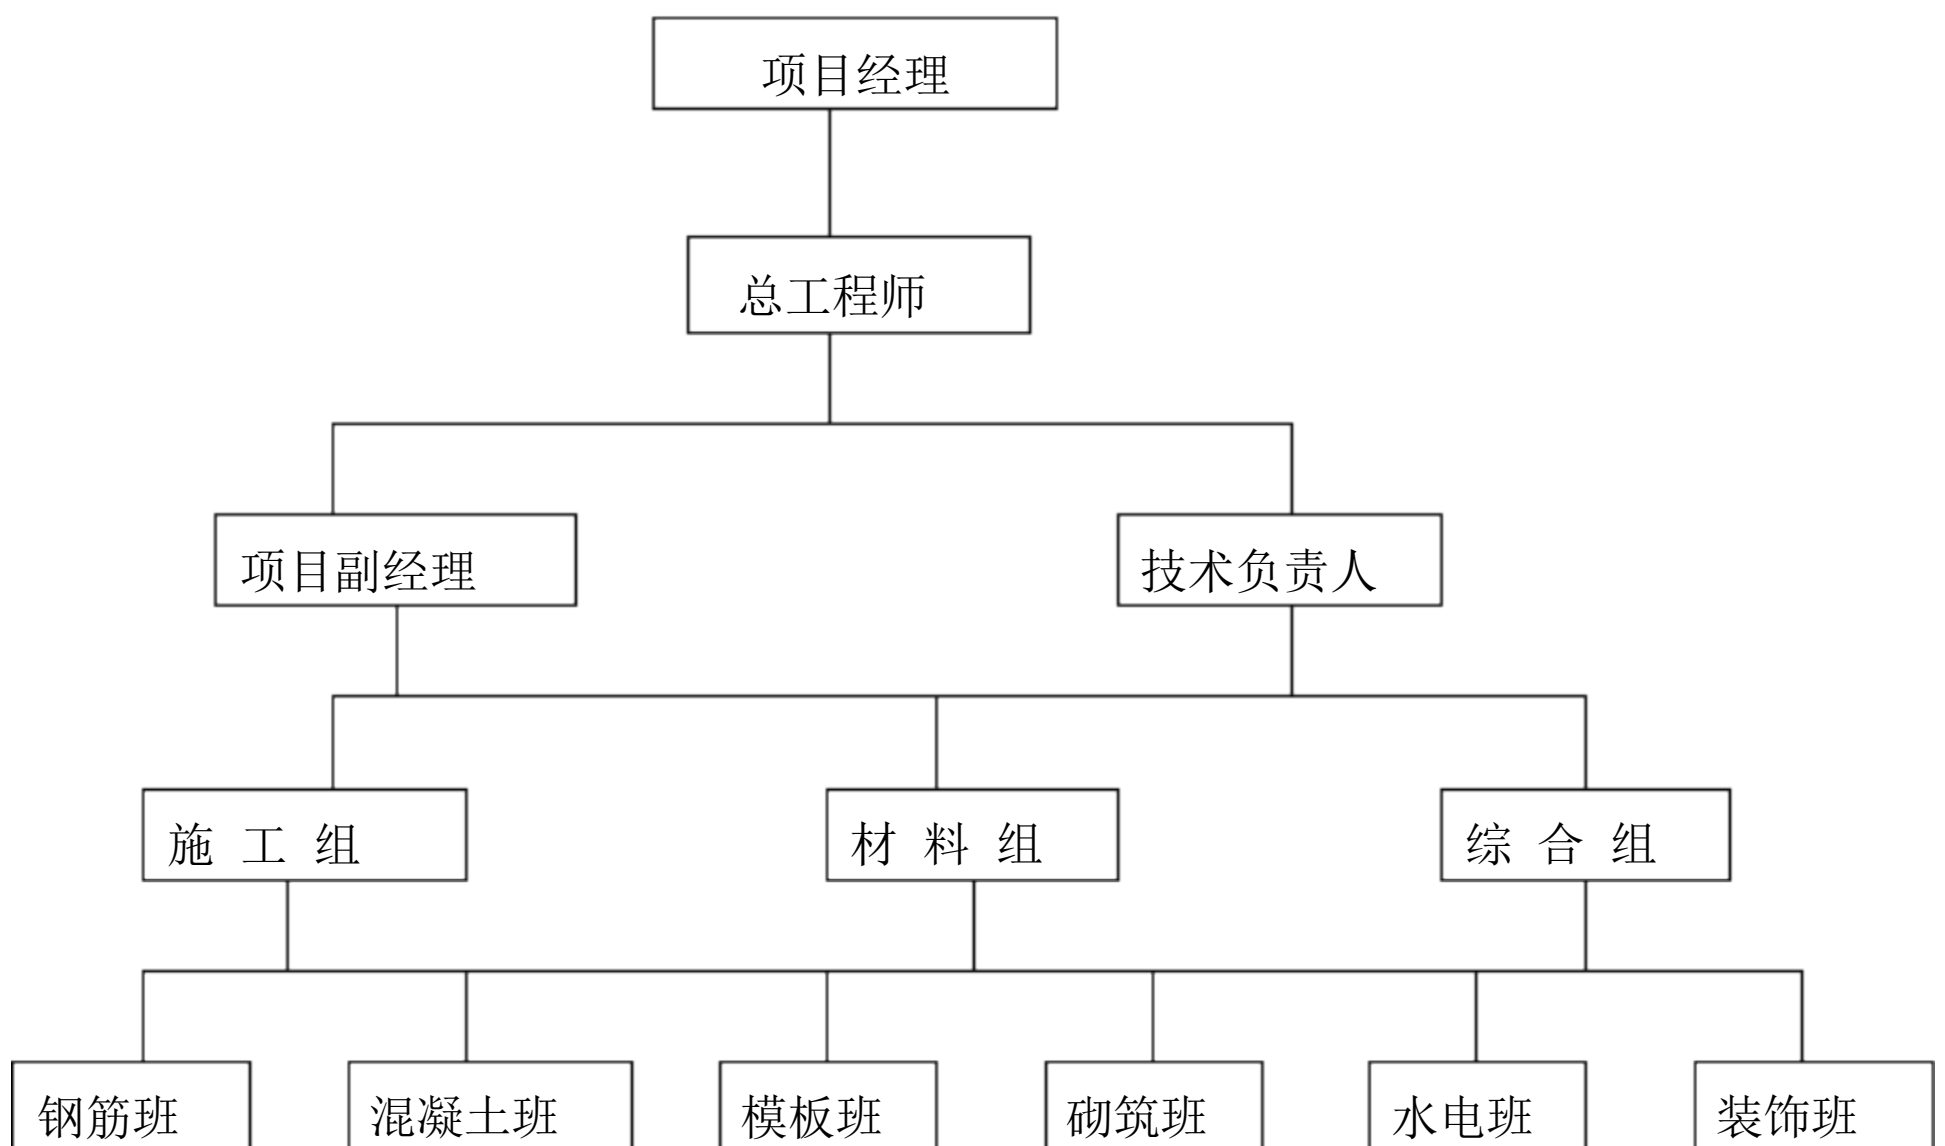 项目经理
总工程师
项目副经理
技术负责人
施 工 组
材 料 组
综 合 组
钢筋班
混凝土班
模板班
砌筑班
水电班
装饰班